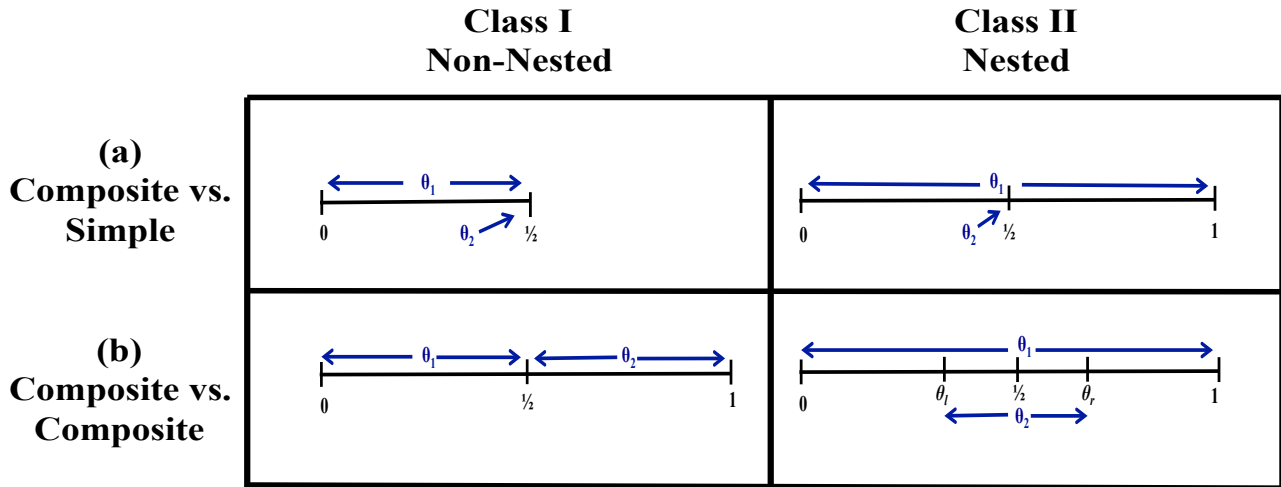 Class I
Non-Nested
Class II
Nested
(a)
Composite vs.
Simple
θ₁
θ₂
0
½
θ₁
θ₂
0
½
1
(b)
Composite vs.
Composite
θ₁
θ₂
0
½
1
θ₁
0
θₗ
½
θᵣ
1
θ₂